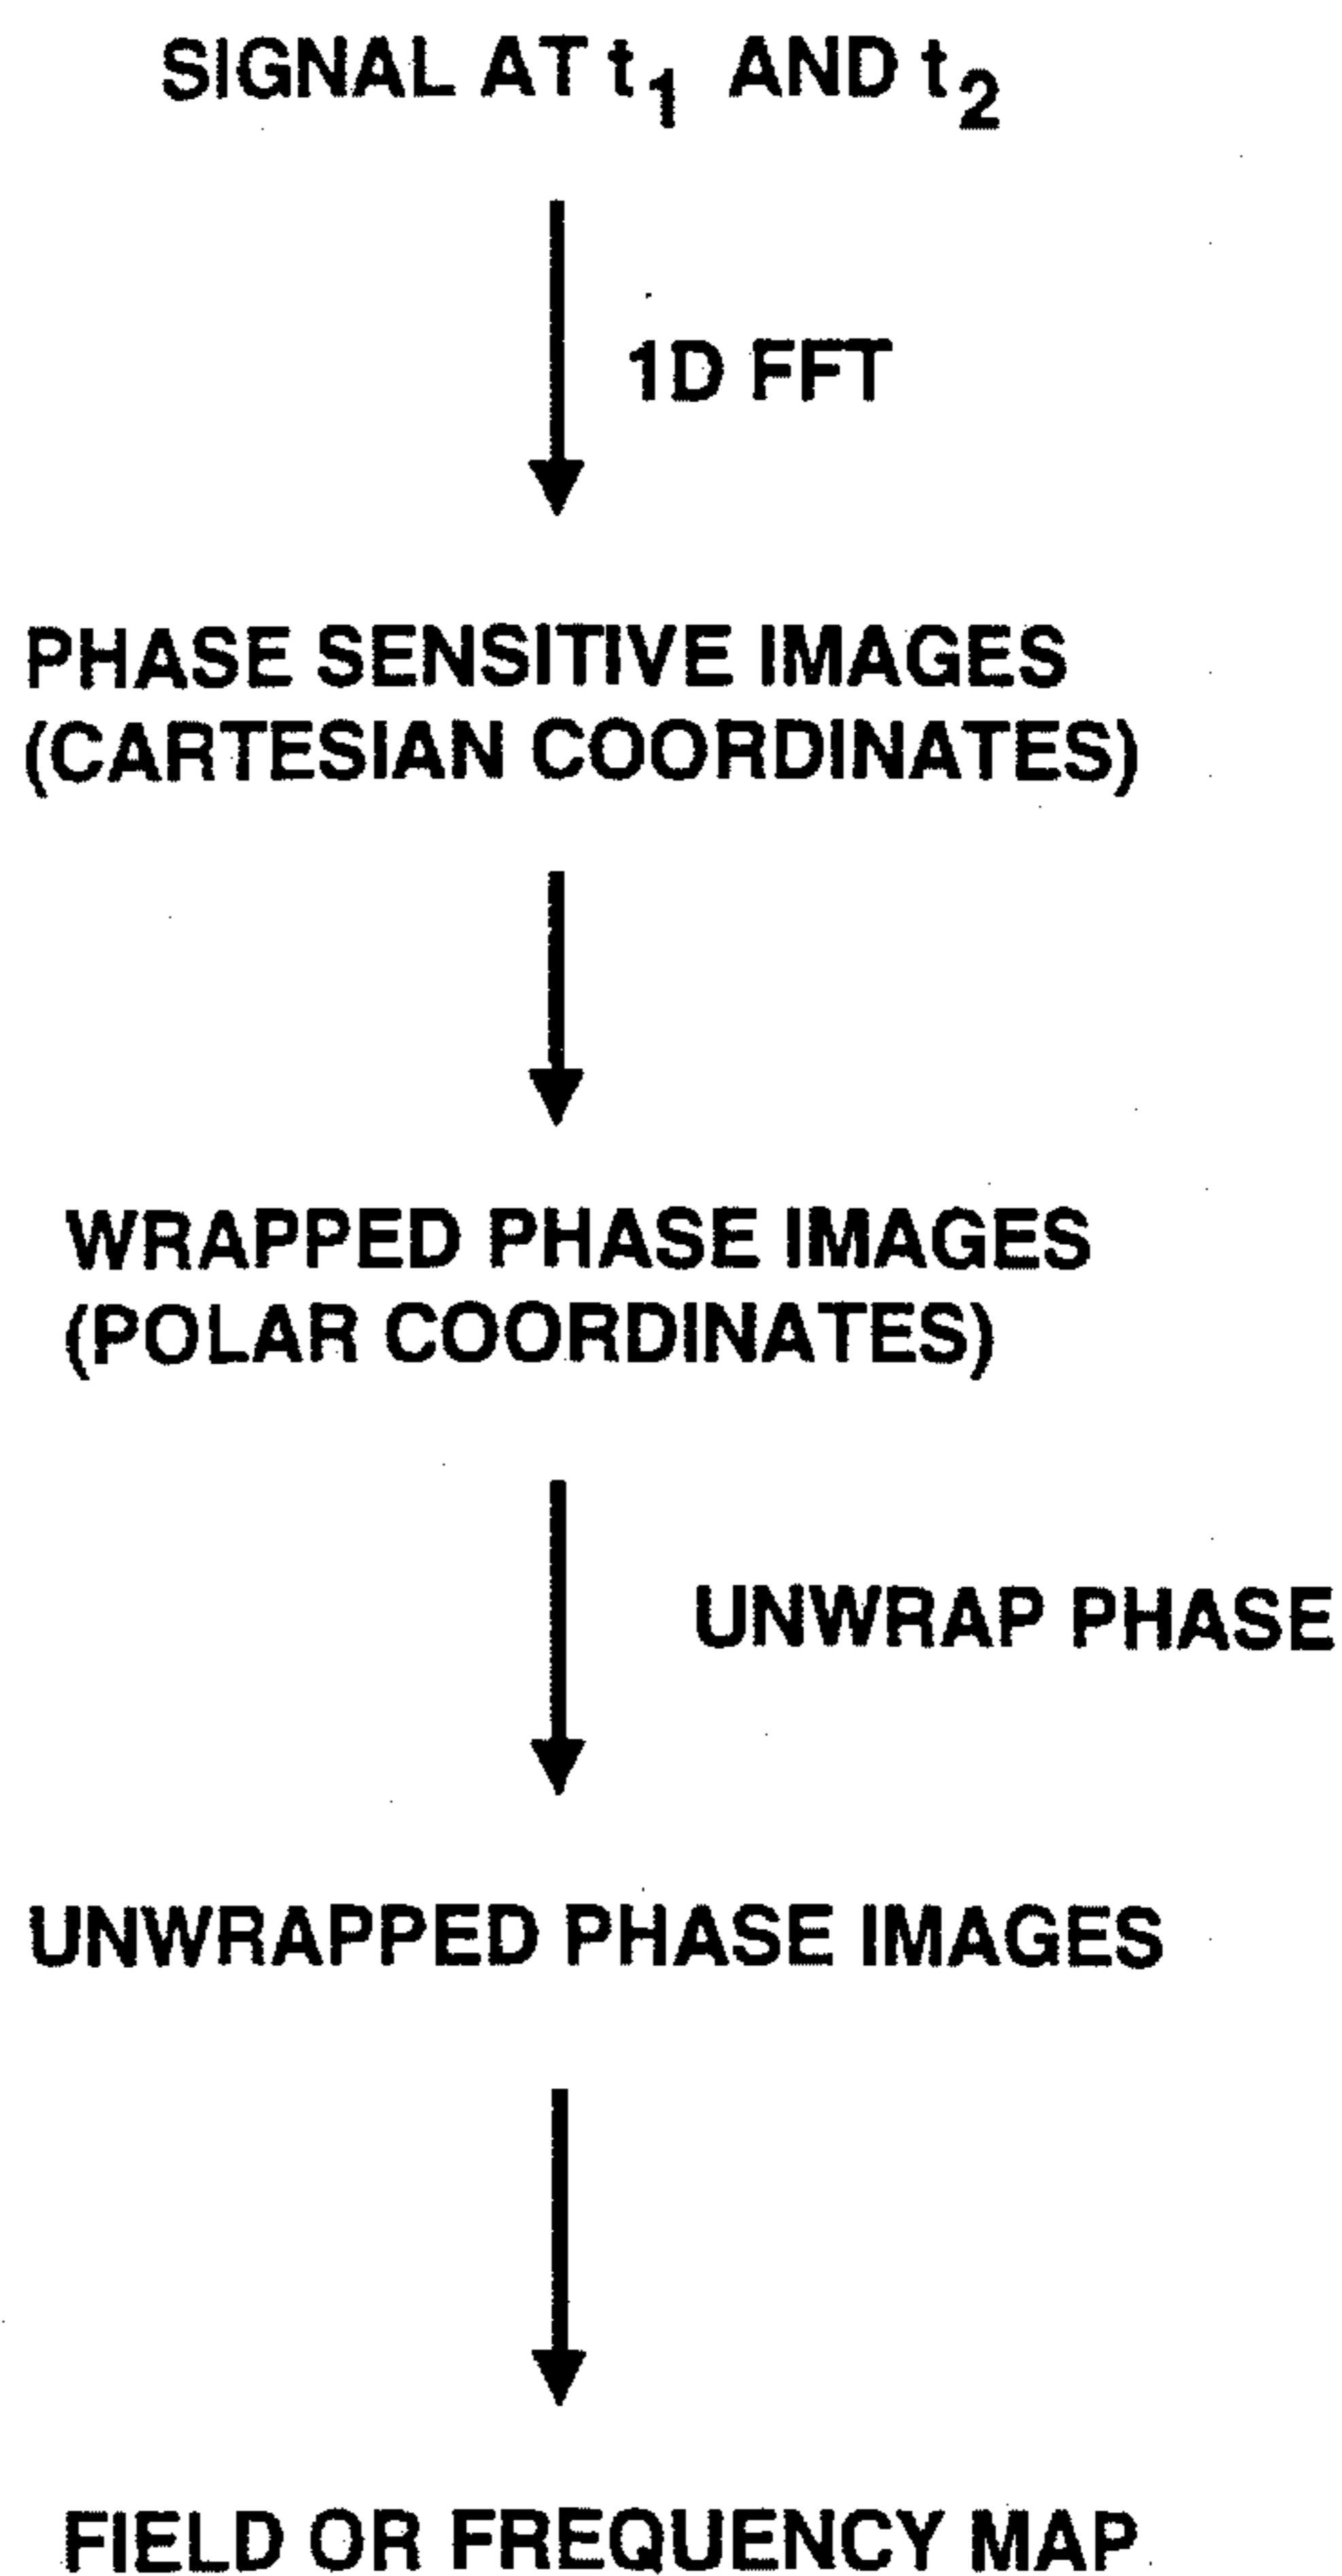 SIGNAL AT t₁ AND t₂
1D FFT
PHASE SENSITIVE IMAGES
(CARTESIAN COORDINATES)
WRAPPED PHASE IMAGES
(POLAR COORDINATES)
UNWRAP PHASE
UNWRAPPED PHASE IMAGES
FIELD OR FREQUENCY MAP